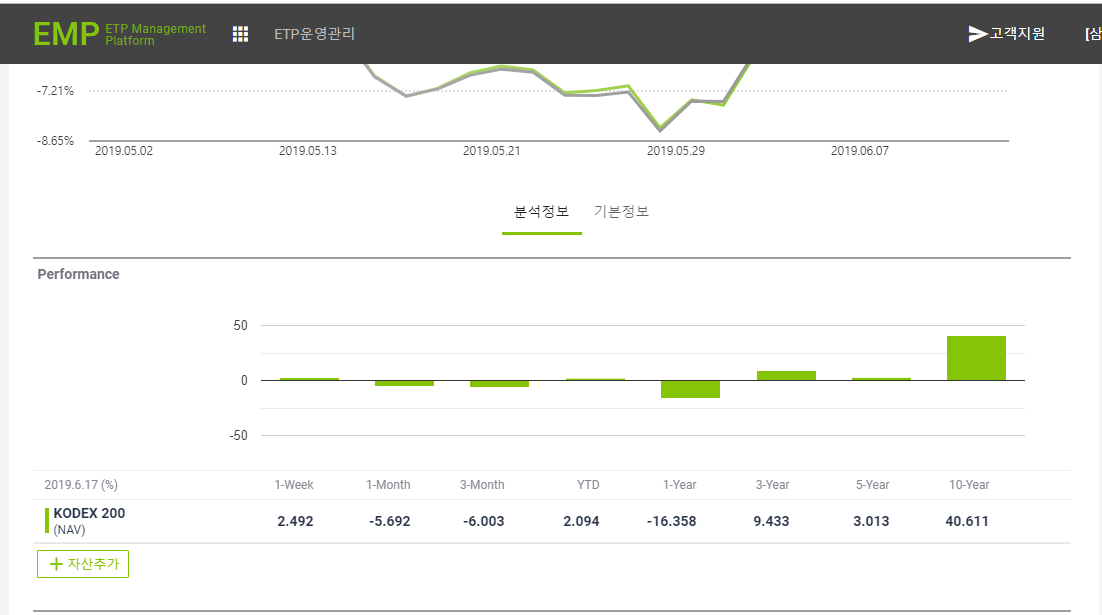 EMP ETP Management Platform
ETP운영관리
고객지원
[삼
-7.21%
-8.65%
2019.05.02 2019.05.13 2019.05.21 2019.05.29 2019.06.07
분석정보 기본정보
Performance
50
0
-50
2019.6.17 (%) 1-Week 1-Month 3-Month YTD 1-Year 3-Year 5-Year 10-Year
KODEX 200
(NAV)
2.492 -5.692 -6.003 2.094 -16.358 9.433 3.013 40.611
+ 자산추가